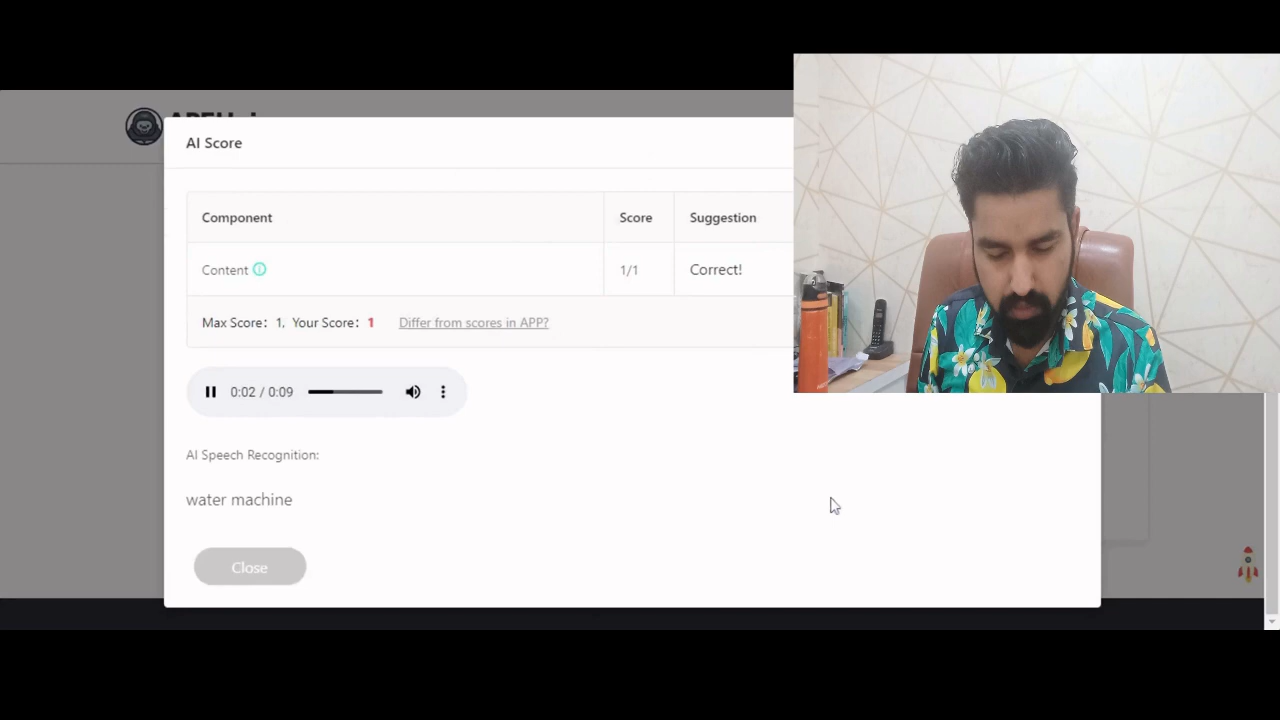 AI Score
Component Score Suggestion
Content 1/1 Correct!
Max Score: 1, Your Score: 1 Differ from scores in APP?
0:02 / 0:09
AI Speech Recognition:
water machine
Close